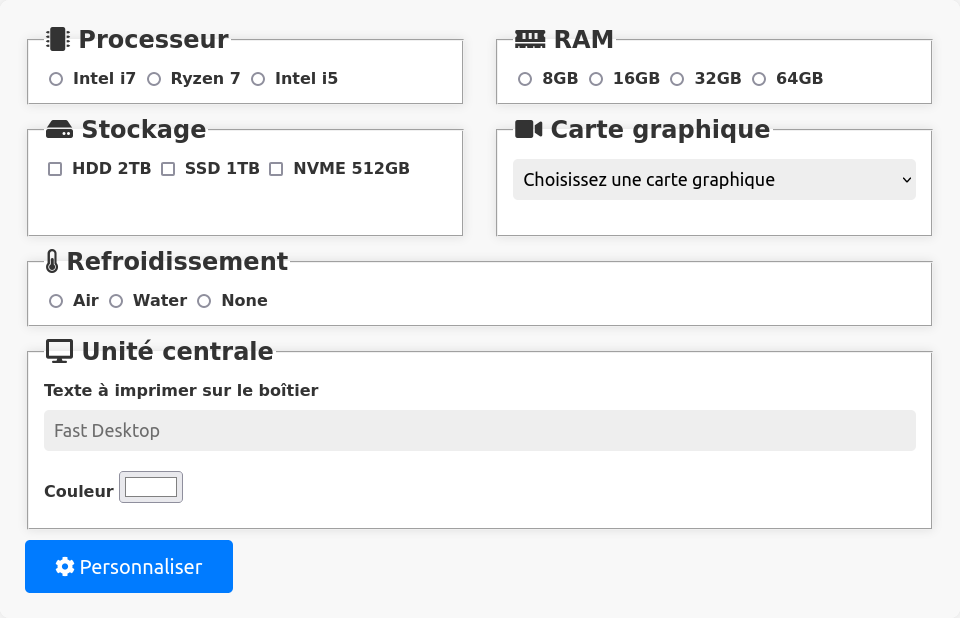 Processeur
Intel i7 Ryzen 7 Intel i5
RAM
8GB 16GB 32GB 64GB
Stockage
HDD 2TB SSD 1TB NVME 512GB
Carte graphique
Choisissez une carte graphique
Refroidissement
Air Water None
Unité centrale
Texte à imprimer sur le boîtier
Fast Desktop
Couleur
Personnaliser